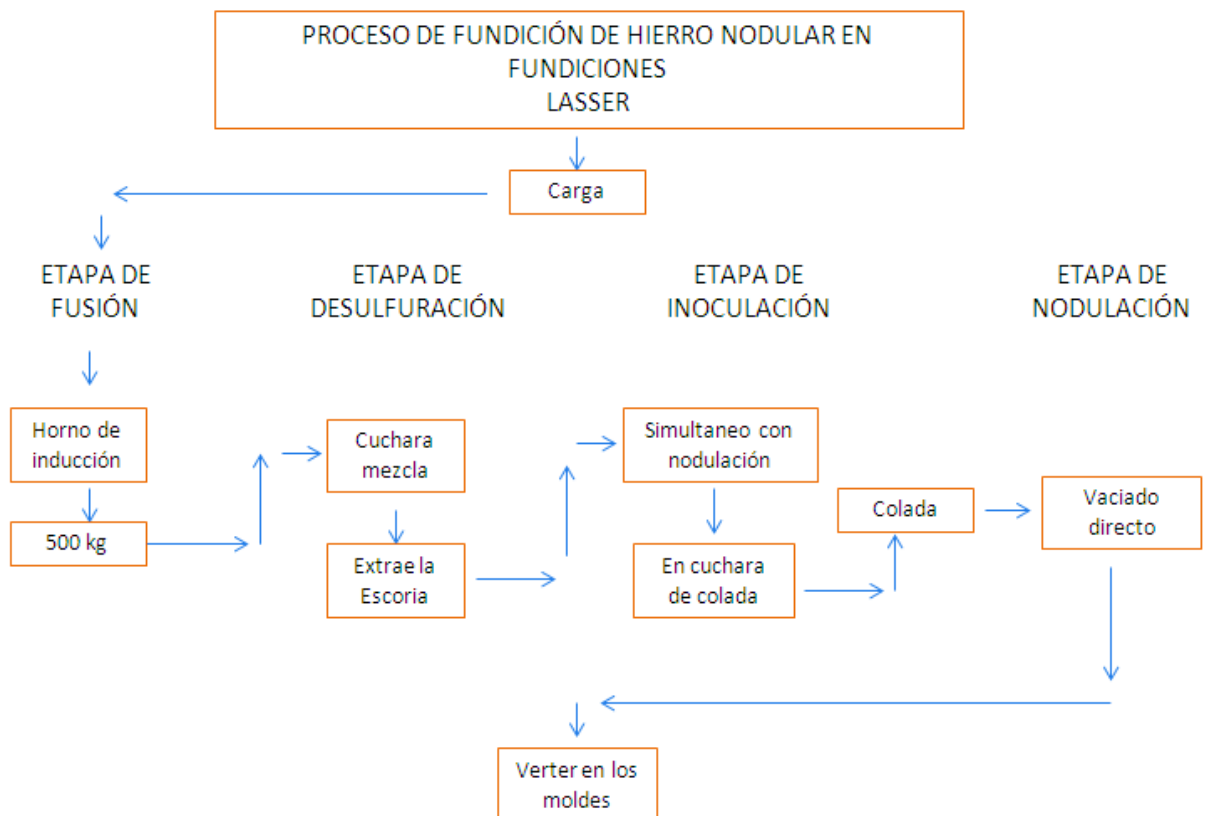 PROCESO DE FUNDICIÓN DE HIERRO NODULAR EN
FUNDICIONES
LASSER
Carga
ETAPA DE
FUSIÓN
ETAPA DE
DESULFURACIÓN
ETAPA DE
INOCULACIÓN
ETAPA DE
NODULACIÓN
Horno de
inducción
500 kg
Cuchara
mezcla
Extrae la
Escoria
Simultaneo con
nodulación
En cuchara
de colada
Colada
Vaciado
directo
Verter en los
moldes